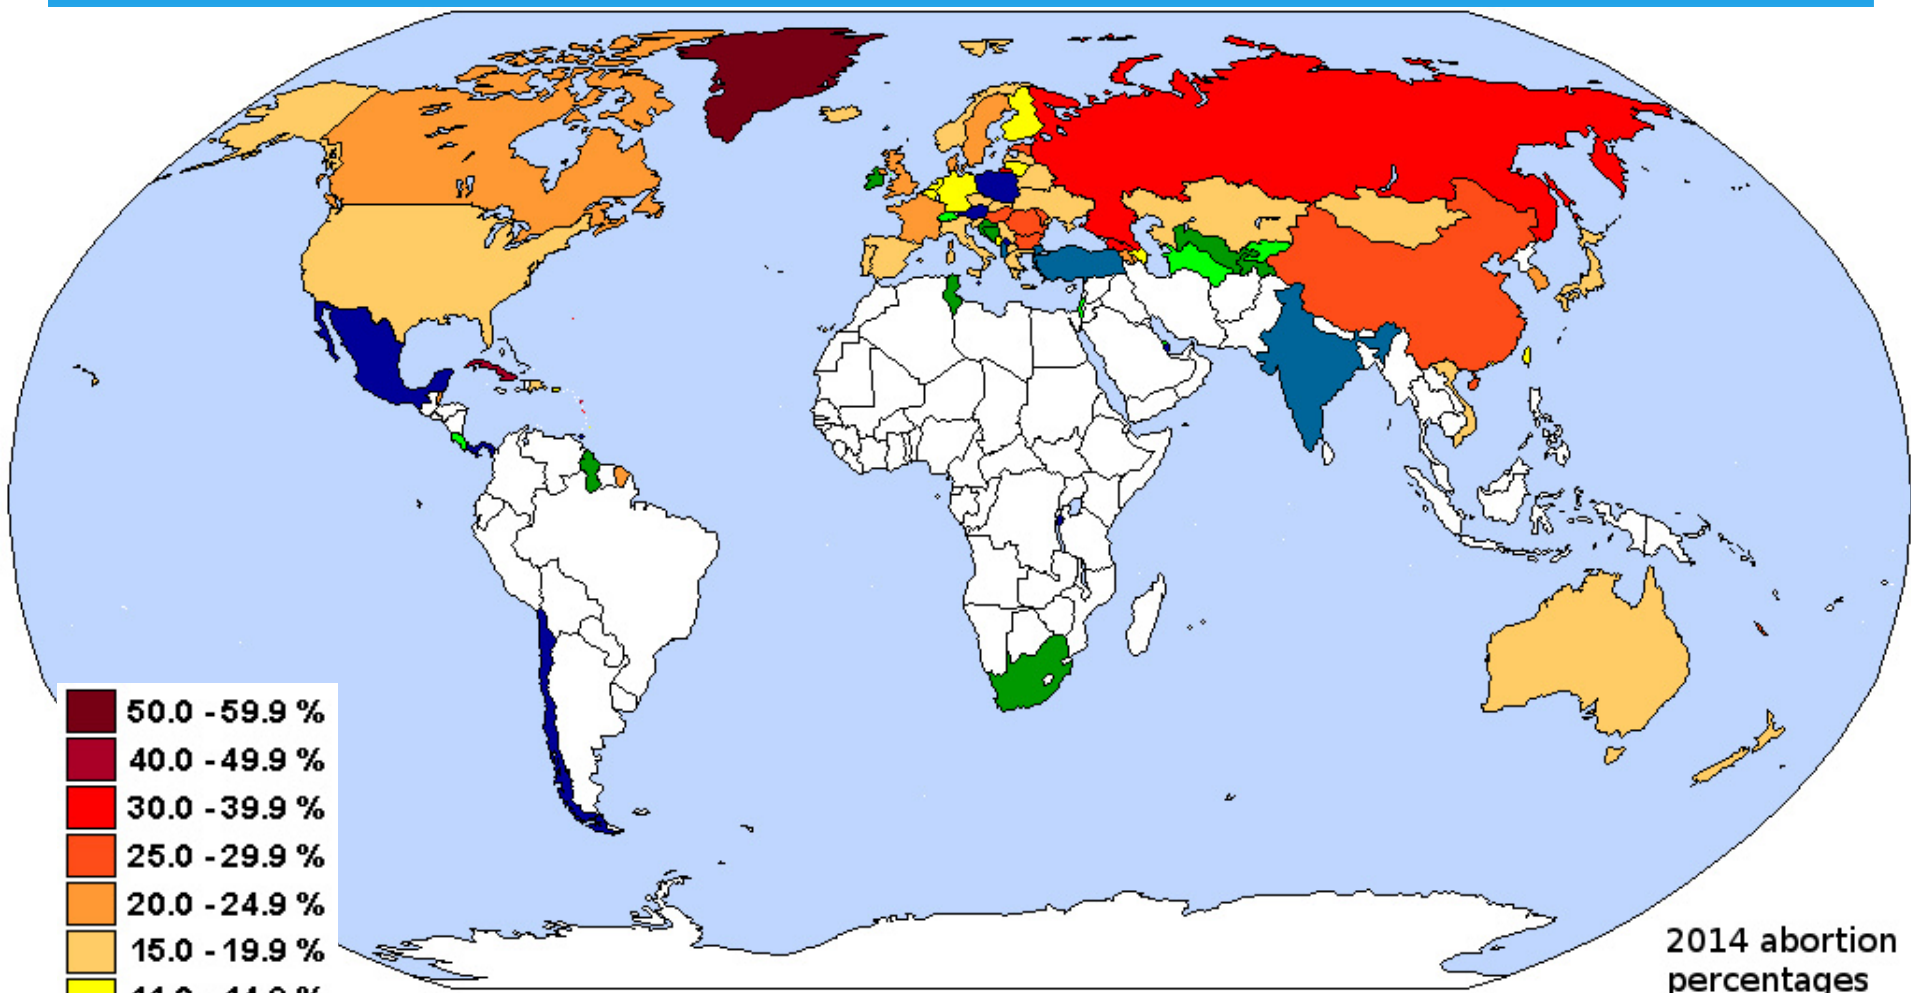 50.0 - 59.9 %
40.0 - 49.9 %
30.0 - 39.9 %
25.0 - 29.9 %
20.0 - 24.9 %
15.0 - 19.9 %
2014 abortion
percentages